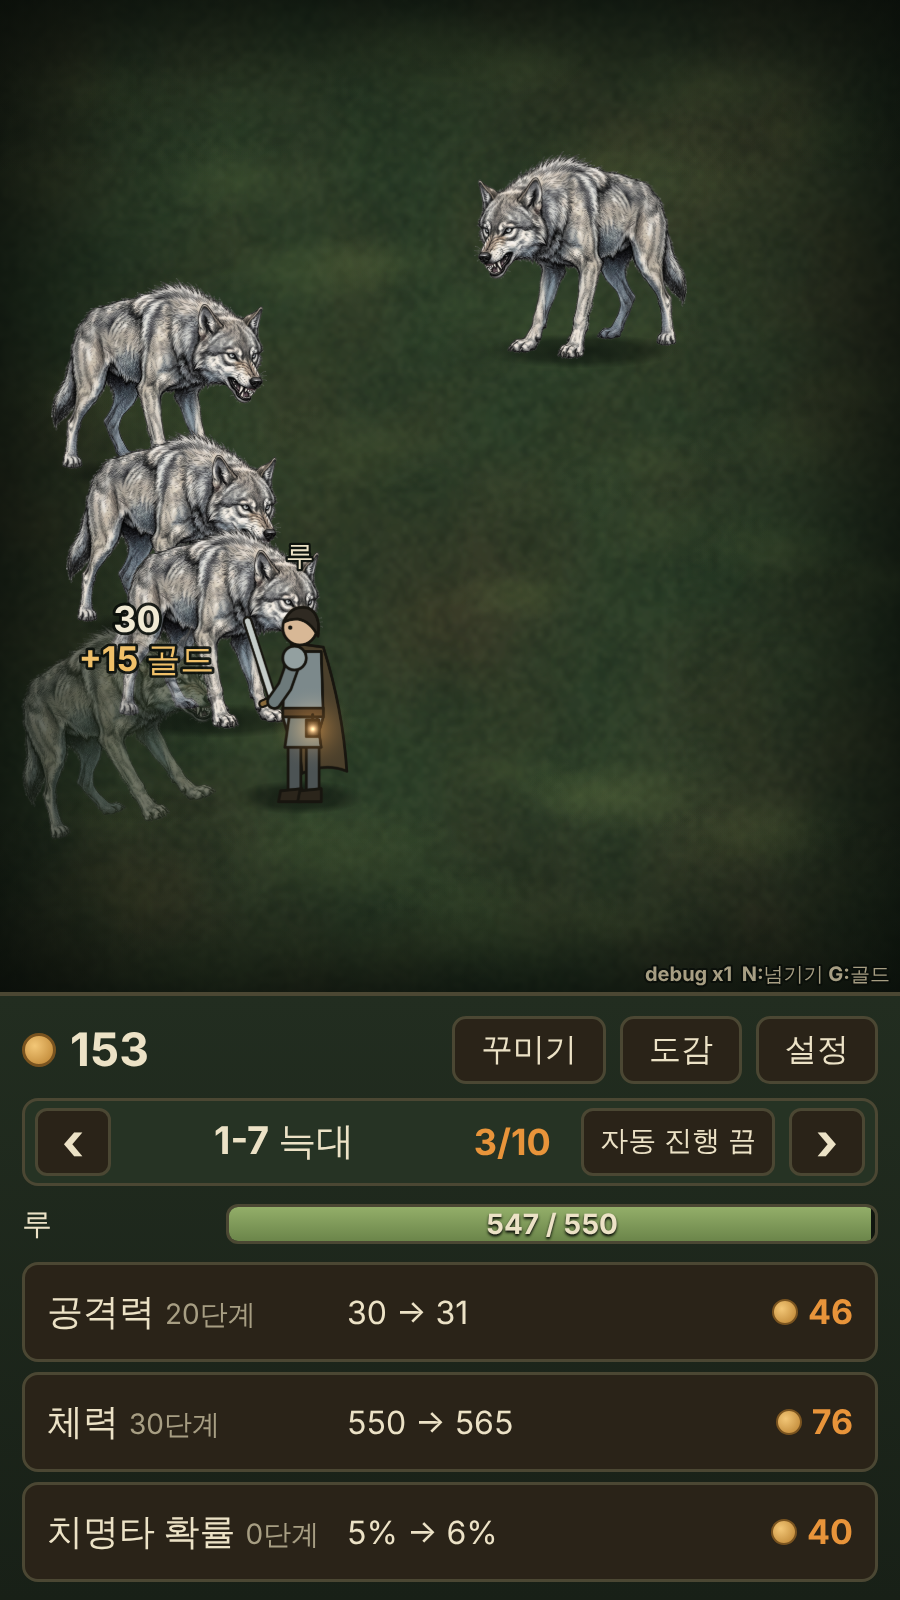 루
30
+15 골드
debug x1 N:넘기기 G:골드
153
꾸미기
도감
설정
‹
1-7 늑대
3/10
자동 진행 끔
›
루
547 / 550
공격력 20단계 30 → 31 46
체력 30단계 550 → 565 76
치명타 확률 0단계 5% → 6% 40